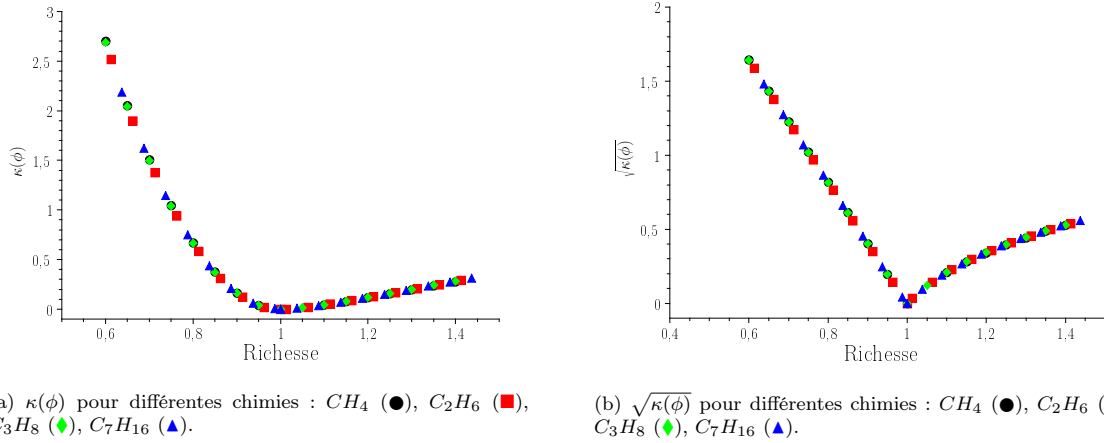 3
2,5
2
1,5
1
0,5
0
κ(ϕ)
0,6 0,8 1 1,2 1,4
Richesse
2
1,5
1
0,5
0
√κ(ϕ)
0,4 0,6 0,8 1 1,2 1,4
Richesse
a) κ(ϕ) pour différentes chimies : CH4 (●), C2H6 (■),
C3H8 (♦), C7H16 (▲).
(b) √κ(ϕ) pour différentes chimies : CH4 (●), C2H6 (
C3H8 (♦), C7H16 (▲).